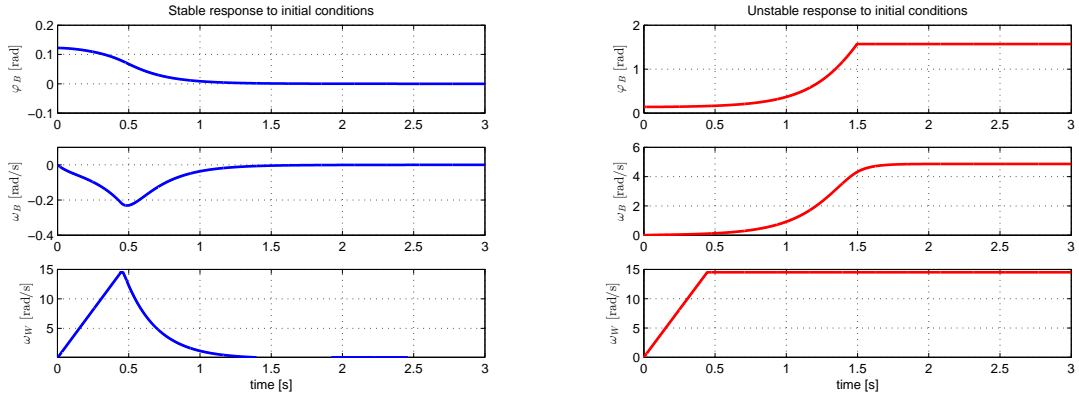 Stable response to initial conditions
0.2
0.1
0
−0.1
φ_B [rad]
0 0.5 1 1.5 2 2.5 3
0
−0.2
−0.4
ω_B [rad/s]
0 0.5 1 1.5 2 2.5 3
15
10
5
0
ω_W [rad/s]
0 0.5 1 1.5 2 2.5 3
time [s]
Unstable response to initial conditions
2
1
0
φ_B [rad]
0 0.5 1 1.5 2 2.5 3
6
4
2
0
ω_B [rad/s]
0 0.5 1 1.5 2 2.5 3
15
10
5
0
ω_W [rad/s]
0 0.5 1 1.5 2 2.5 3
time [s]